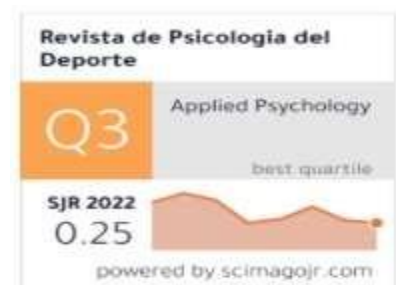 Revista de Psicologia del
Deporte
Q3
Applied Psychology
best quartile
SJR 2022
0.25
powered by scimagojr.com